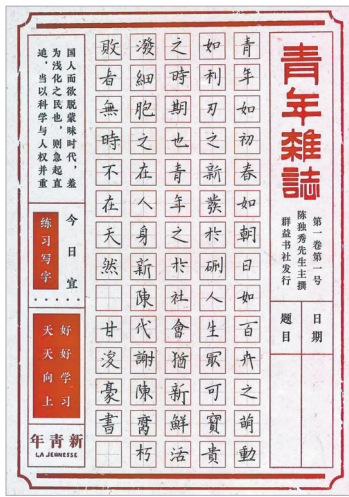 青年雜誌
第一卷第一号
陈独秀先生主撰
群益书社发行
日期
题目
青年如初春如朝日如百卉之萌動
如利刃之新發於硎人生最可寶貴
之時期也青年之於社會猶新鮮活
潑細胞之在人身新陳代謝陳腐朽
敗者無時不在天然 甘浚豪書
国人而欲脱蒙昧时代，羞
为浅化之民也，则急起直
追，当以科学与人权并重
今日宜
练习写字
好好学习
天天向上
新青年
LA JEUNESSE